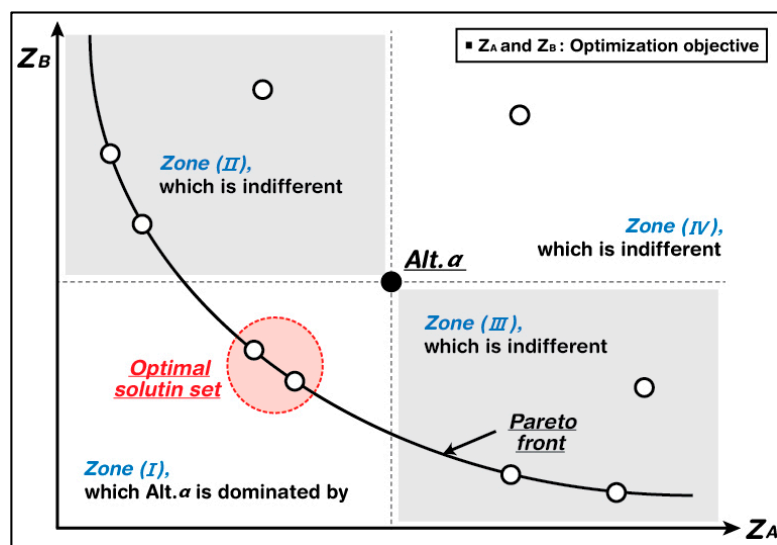 Z_B
▪ Z_A and Z_B : Optimization objective
Zone (II),
which is indifferent
Zone (IV),
which is indifferent
Alt. α
Zone (III),
which is indifferent
Optimal
solutin set
Pareto
front
Zone (I),
which Alt. α is dominated by
Z_A